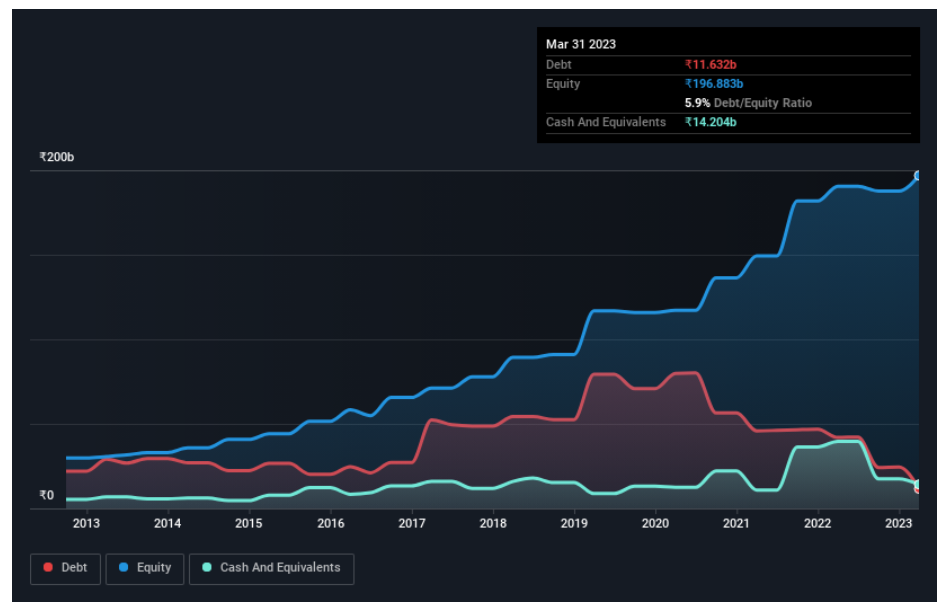 Mar 31 2023
Debt ₹11.632b
Equity ₹196.883b
5.9% Debt/Equity Ratio
Cash And Equivalents ₹14.204b
₹200b
₹0
2013 2014 2015 2016 2017 2018 2019 2020 2021 2022 2023
Debt Equity Cash And Equivalents